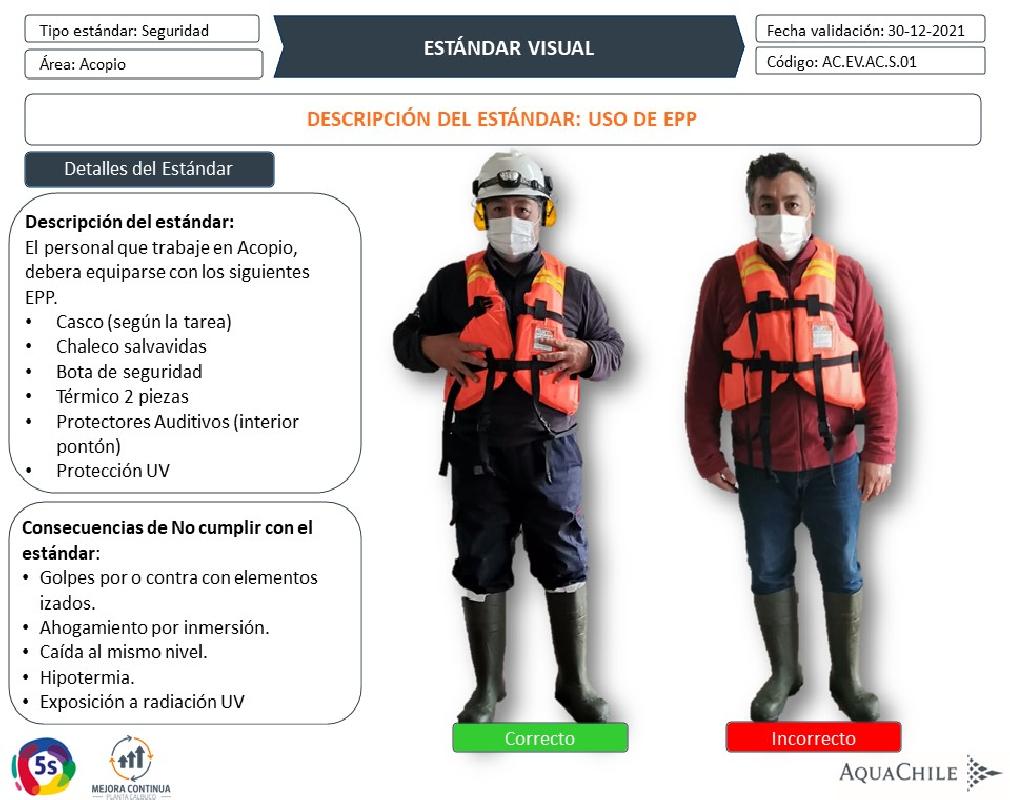 Tipo estándar: Seguridad
Área: Acopio
ESTÁNDAR VISUAL
Fecha validación: 30-12-2021
Código: AC.EV.AC.S.01
DESCRIPCIÓN DEL ESTÁNDAR: USO DE EPP
Detalles del Estándar
Descripción del estándar:
El personal que trabaje en Acopio,
debera equiparse con los siguientes
EPP.
• Casco (según la tarea)
• Chaleco salvavidas
• Bota de seguridad
• Térmico 2 piezas
• Protectores Auditivos (interior
pontón)
• Protección UV
Consecuencias de No cumplir con el
estándar:
• Golpes por o contra con elementos
izados.
• Ahogamiento por inmersión.
• Caída al mismo nivel.
• Hipotermia.
• Exposición a radiación UV
Correcto
Incorrecto
5s
MEJORA CONTINUA
PLANTA CALBUCO
AQUACHILE